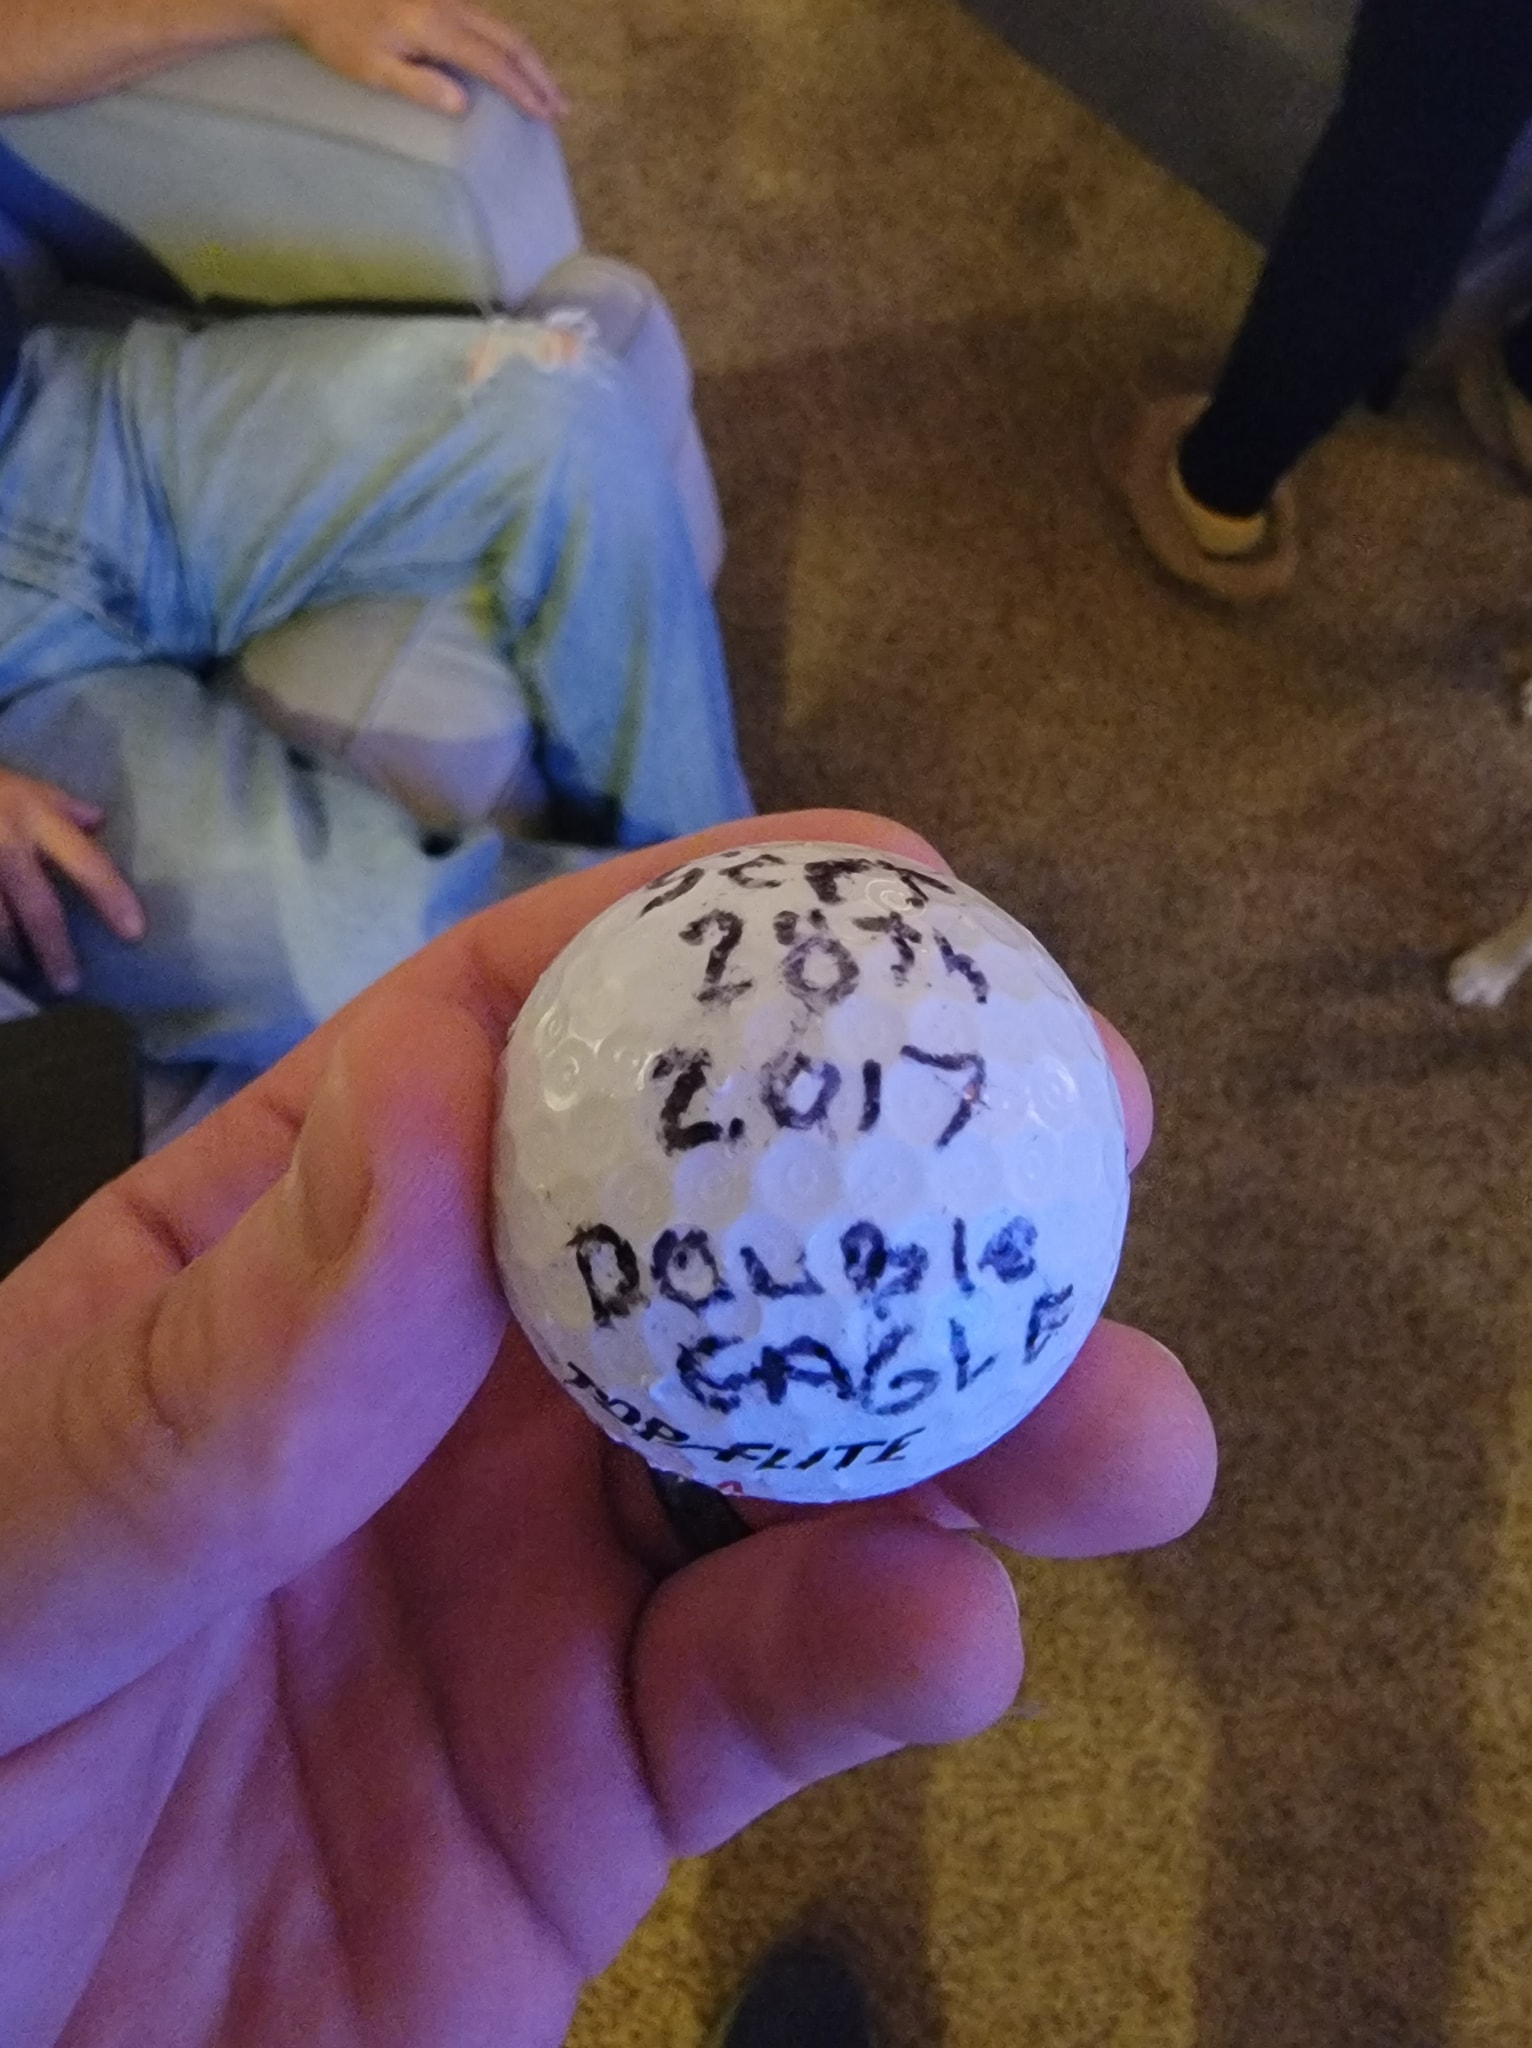 SEPT
28Th
2017
DOUBle
EAGLE
TOP-FLITE